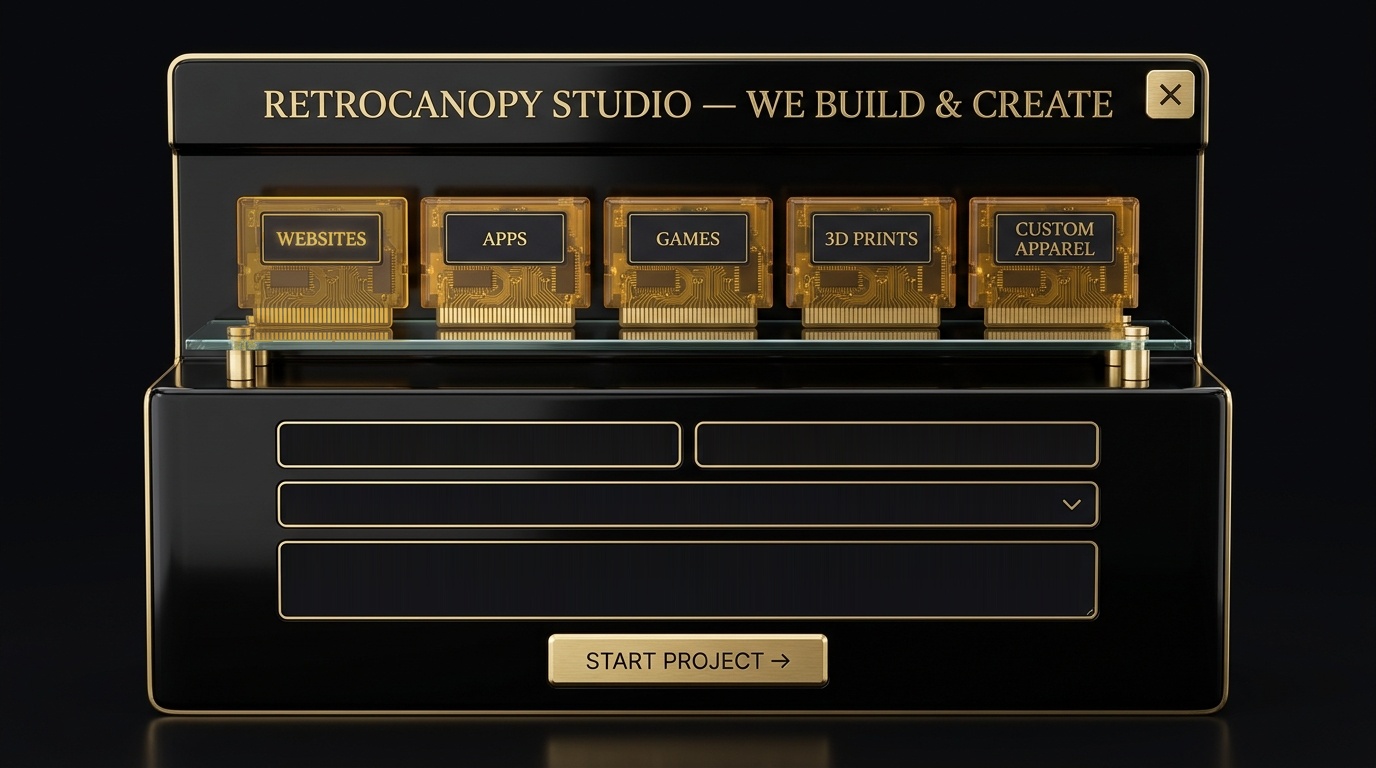 RETROCANOPY STUDIO — WE BUILD & CREATE
WEBSITES
APPS
GAMES
3D PRINTS
CUSTOM
APPAREL
START PROJECT →